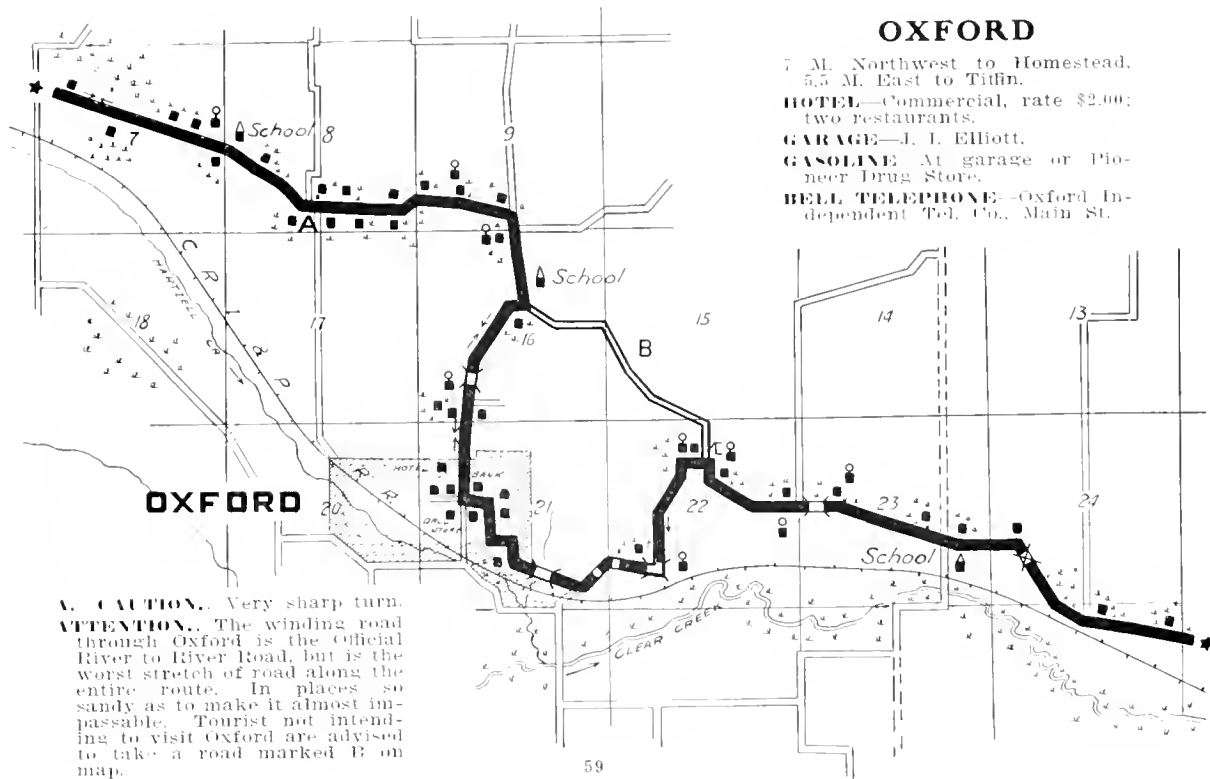 OXFORD
7 M. Northwest to Homestead.
5.5 M. East to Tiffin.
HOTEL—Commercial, rate $2.00;
two restaurants.
GARAGE—J. I. Elliott.
GASOLINE At garage or Pio-
neer Drug Store.
BELL TELEPHONE—Oxford In-
dependent Tel. Co., Main St.
School
8
9
7
A
School
C. R. I. & P.
R. R.
HARTZELL CR.
18
17
16
15
14
13
B
E
HOTEL
BANK
OXFORD
20
21
22
23
24
DRUG
STORE
School
CLEAR CREEK
A. CAUTION.. Very sharp turn.
ATTENTION.. The winding road
through Oxford is the Official
River to River Road, but is the
worst stretch of road along the
entire route. In places so
sandy as to make it almost im-
passable. Tourist not intend-
ing to visit Oxford are advised
to take a road marked B on
map.
59